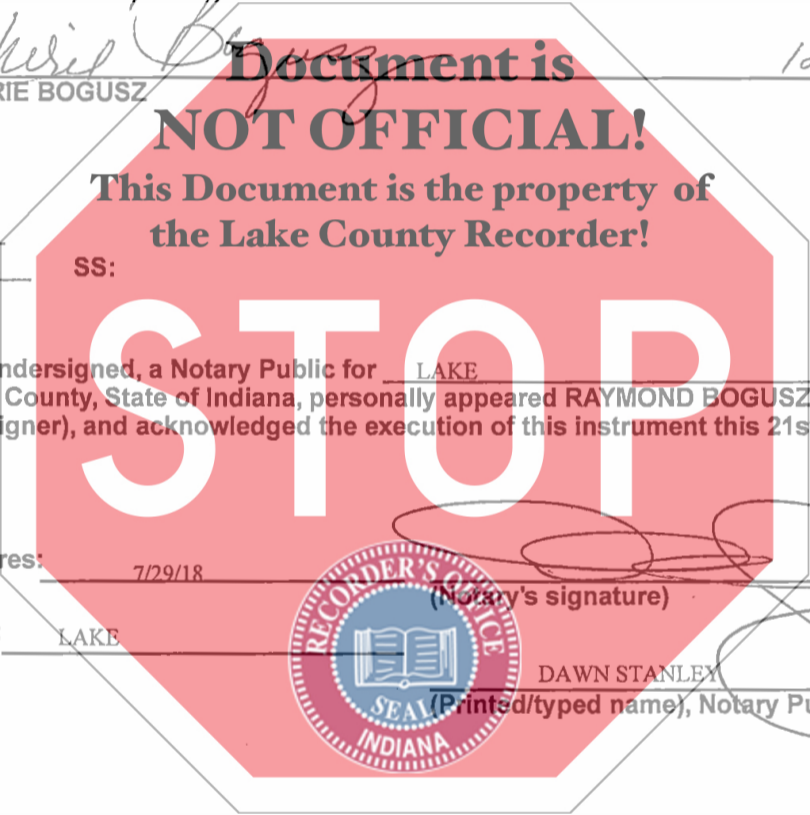 Bogusz
Document is
RIE BOGUSZ
NOT OFFICIAL!
This Document is the property of
the Lake County Recorder!
SS:
STOP
ndersigned, a Notary Public for LAKE
County, State of Indiana, personally appeared RAYMOND BOGUSZ
igner), and acknowledged the execution of this instrument this 21s
res: 7/29/18
(Notary's signature)
LAKE
DAWN STANLEY
(Printed/typed name), Notary Pu
RECORDER'S OFFICE
SEAL
INDIANA